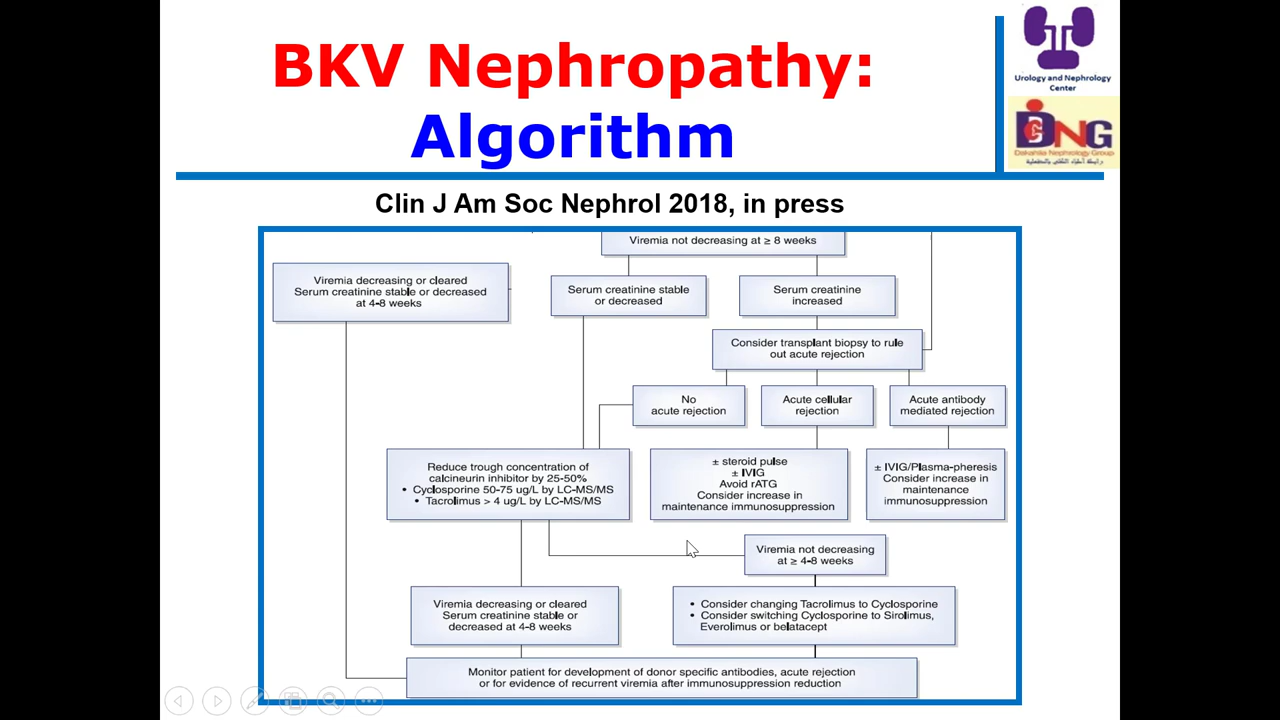 BKV Nephropathy:
Algorithm
Urology and Nephrology
Center
DNG
Dakahlia Nephrology Group
رابطة أطباء الكلى بالدقهلية
Clin J Am Soc Nephrol 2018, in press
Viremia not decreasing at ≥ 8 weeks
Viremia decreasing or cleared
Serum creatinine stable or decreased
at 4-8 weeks
Serum creatinine stable
or decreased
Serum creatinine
increased
Consider transplant biopsy to rule
out acute rejection
No
acute rejection
Acute cellular
rejection
Acute antibody
mediated rejection
Reduce trough concentration of
calcineurin inhibitor by 25-50%
• Cyclosporine 50-75 ug/L by LC-MS/MS
• Tacrolimus > 4 ug/L by LC-MS/MS
± steroid pulse
± IVIG
Avoid rATG
Consider increase in
maintenance immunosuppression
± IVIG/Plasma-pheresis
Consider increase in
maintenance
immunosuppression
Viremia not decreasing
at ≥ 4-8 weeks
Viremia decreasing or cleared
Serum creatinine stable or
decreased at 4-8 weeks
• Consider changing Tacrolimus to Cyclosporine
• Consider switching Cyclosporine to Sirolimus,
Everolimus or belatacept
Monitor patient for development of donor specific antibodies, acute rejection
or for evidence of recurrent viremia after immunosuppression reduction